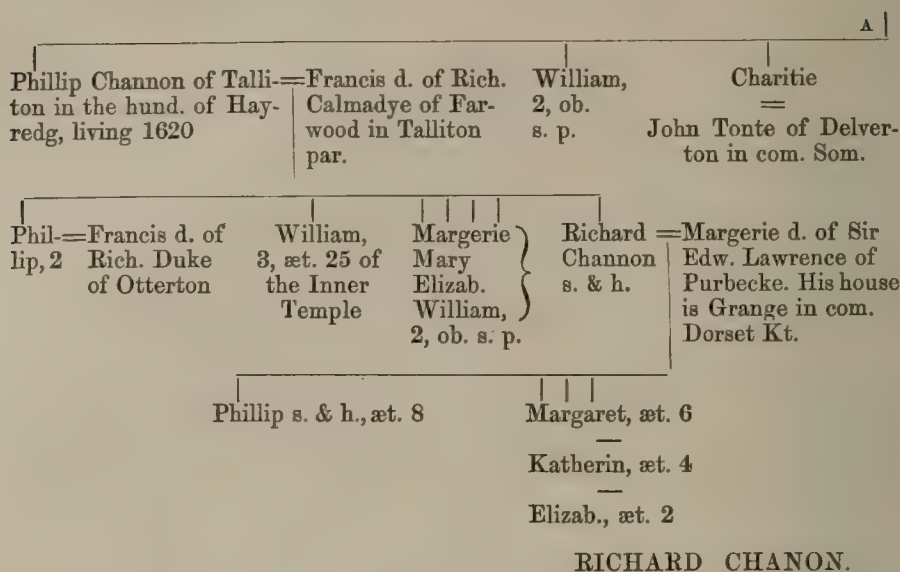 A
Phillip Channon of Talli-=Francis d. of Rich. William, Charitie
ton in the hund. of Hay- Calmadye of Far- 2, ob. =
redg, living 1620 wood in Talliton s. p. John Tonte of Delver-
par. ton in com. Som.
Phil-=Francis d. of William, Margerie Richard =Margerie d. of Sir
lip, 2 Rich. Duke 3, æt. 25 of Mary Channon Edw. Lawrence of
of Otterton the Inner Elizab. s. & h. Purbecke. His house
Temple William, is Grange in com.
2, ob. s. p. Dorset Kt.
Phillip s. & h., æt. 8 Margaret, æt. 6
Katherin, æt. 4
Elizab., æt. 2
RICHARD CHANON.